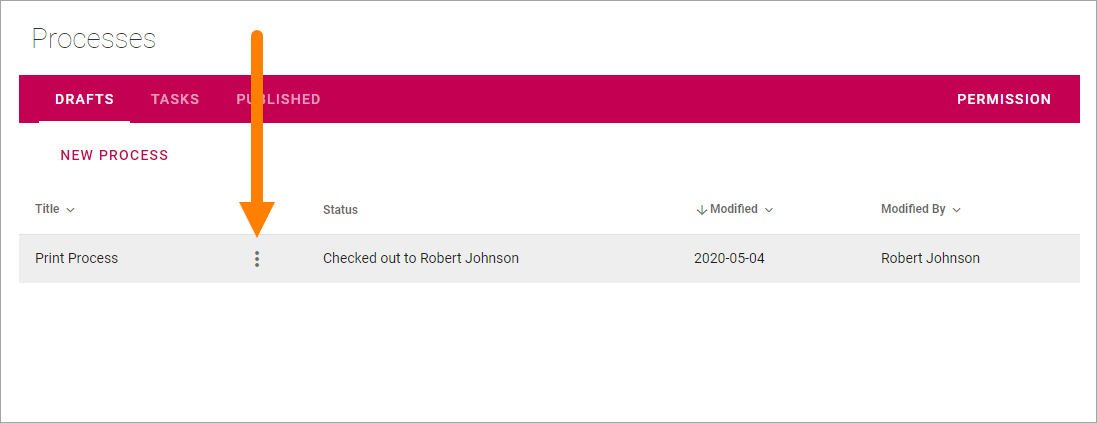 Processes
DRAFTS TASKS PUBLISHED PERMISSION
NEW PROCESS
Title Status Modified Modified By
Print Process Checked out to Robert Johnson 2020-05-04 Robert Johnson